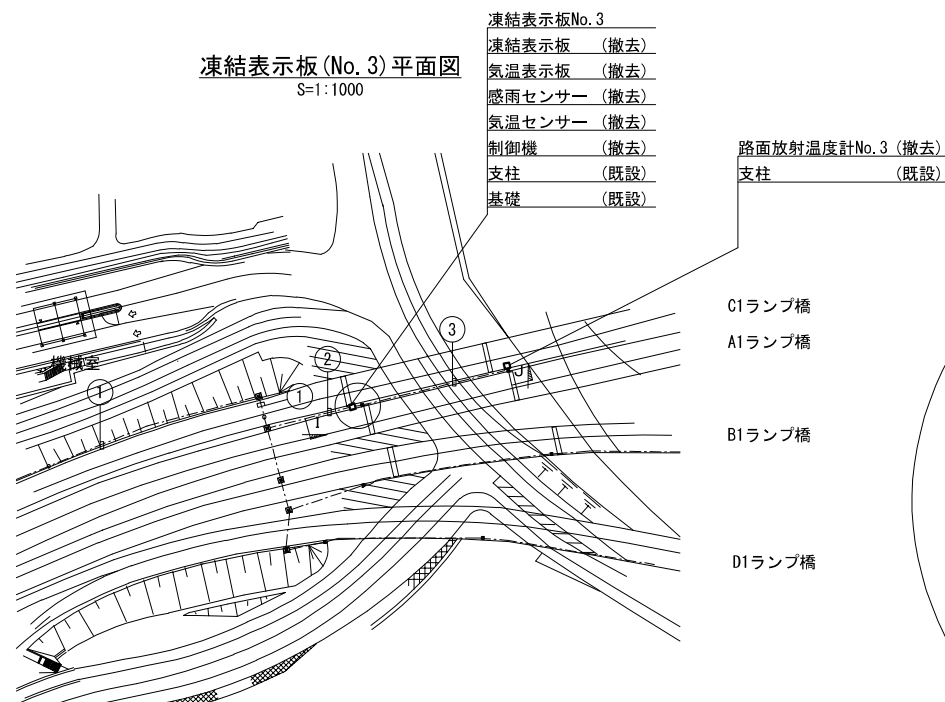 凍結表示板(No.3)平面図
S=1:1000
凍結表示板No.3
凍結表示板 (撤去)
気温表示板 (撤去)
感雨センサー (撤去)
気温センサー (撤去)
制御機 (撤去)
支柱 (既設)
基礎 (既設)
路面放射温度計No.3 (撤去)
支柱 (既設)
C1ランプ橋
A1ランプ橋
B1ランプ橋
D1ランプ橋
機械室
1
2
1
3
I
J